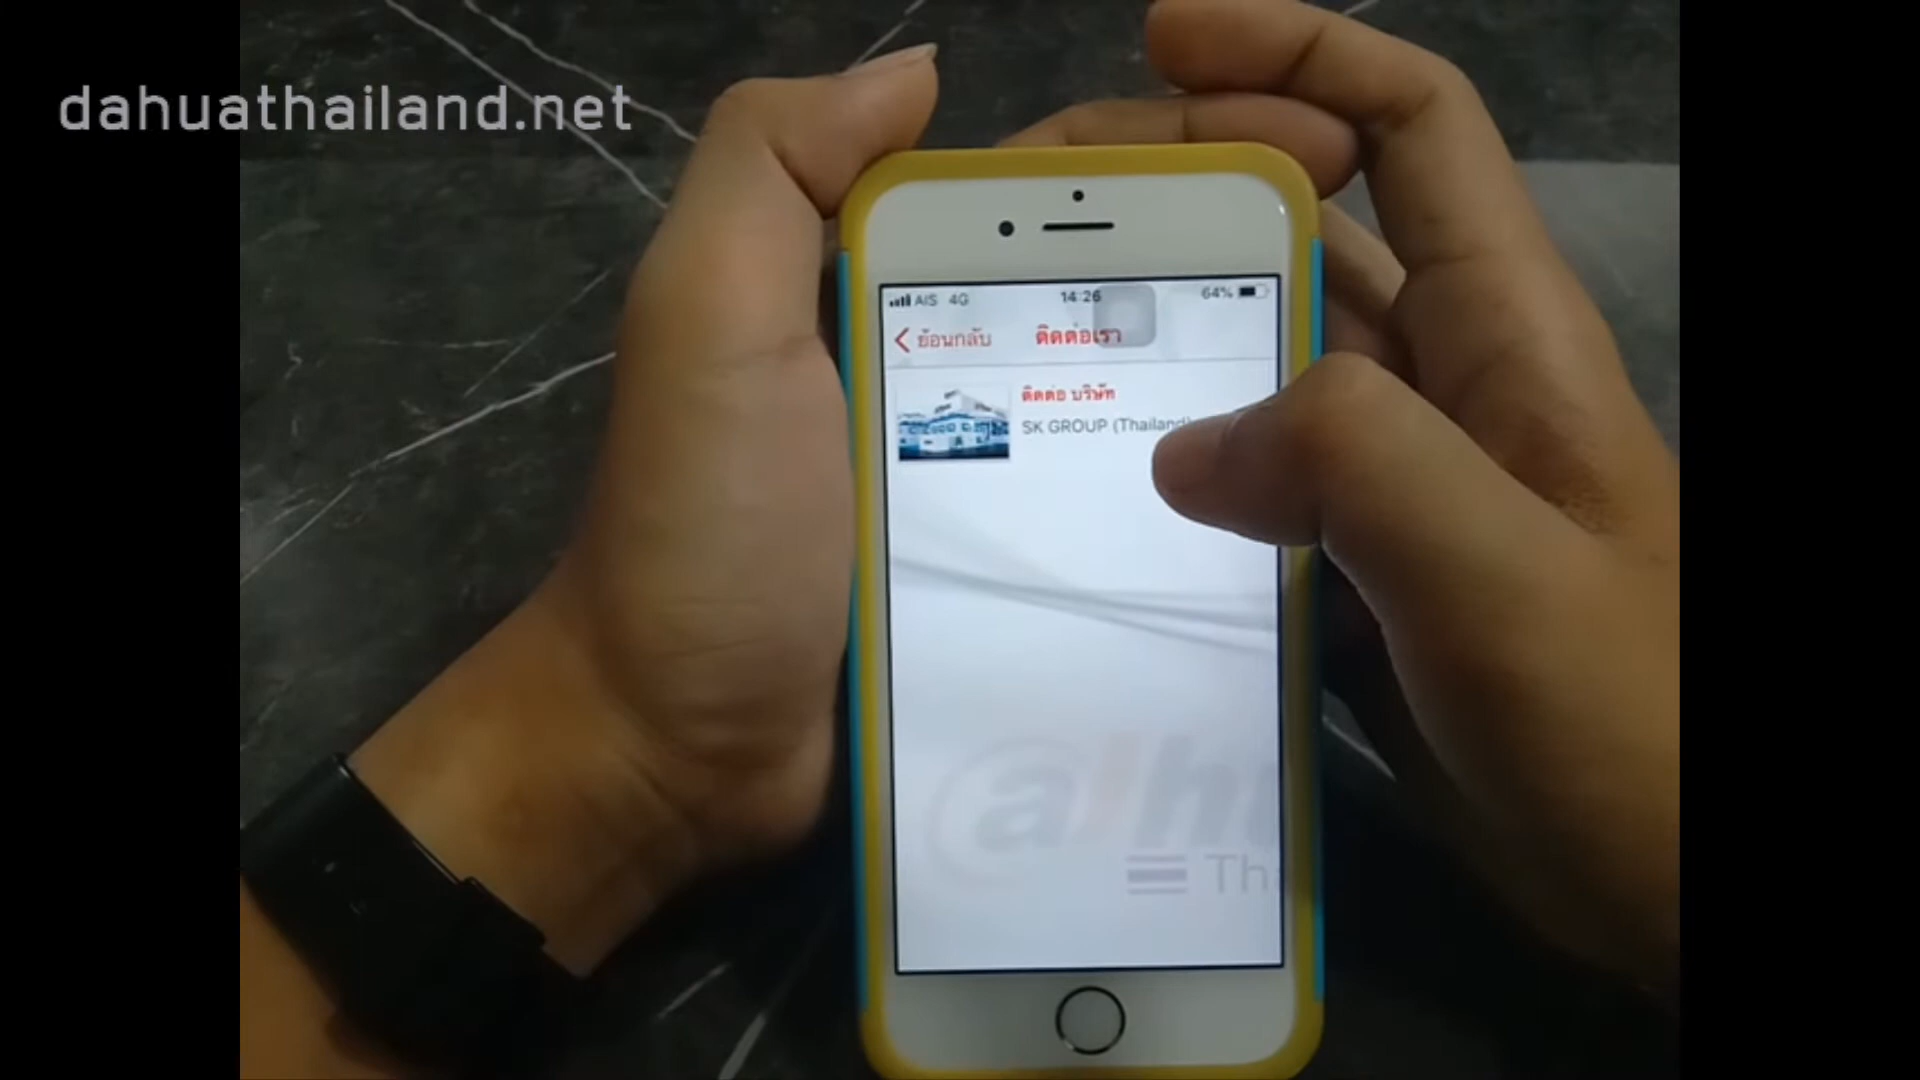 dahuathailand.net
AIS 4G 14:26 64%
ย้อนกลับ ติดต่อเรา
ติดต่อ บริษัท
SK GROUP (Thailand)